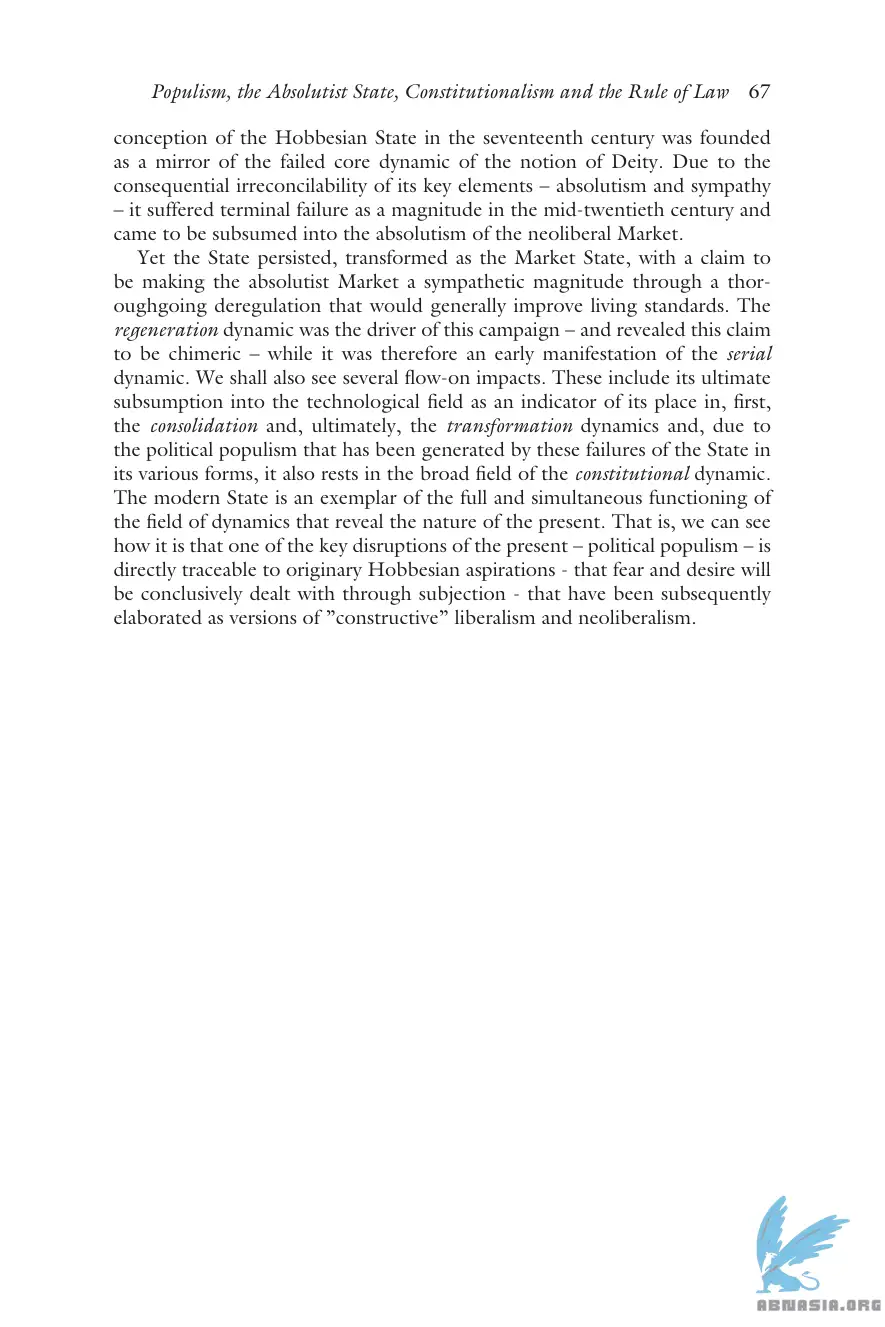 Populism, the Absolutist State, Constitutionalism and the Rule of Law 67
conception of the Hobbesian State in the seventeenth century was founded
as a mirror of the failed core dynamic of the notion of Deity. Due to the
consequential irreconcilability of its key elements – absolutism and sympathy
– it suffered terminal failure as a magnitude in the mid-twentieth century and
came to be subsumed into the absolutism of the neoliberal Market.
Yet the State persisted, transformed as the Market State, with a claim to
be making the absolutist Market a sympathetic magnitude through a thor-
oughgoing deregulation that would generally improve living standards. The
regeneration dynamic was the driver of this campaign – and revealed this claim
to be chimeric – while it was therefore an early manifestation of the serial
dynamic. We shall also see several flow-on impacts. These include its ultimate
subsumption into the technological field as an indicator of its place in, first,
the consolidation and, ultimately, the transformation dynamics and, due to
the political populism that has been generated by these failures of the State in
its various forms, it also rests in the broad field of the constitutional dynamic.
The modern State is an exemplar of the full and simultaneous functioning of
the field of dynamics that reveal the nature of the present. That is, we can see
how it is that one of the key disruptions of the present – political populism – is
directly traceable to originary Hobbesian aspirations - that fear and desire will
be conclusively dealt with through subjection - that have been subsequently
elaborated as versions of ”constructive” liberalism and neoliberalism.
ABNASIA.ORG